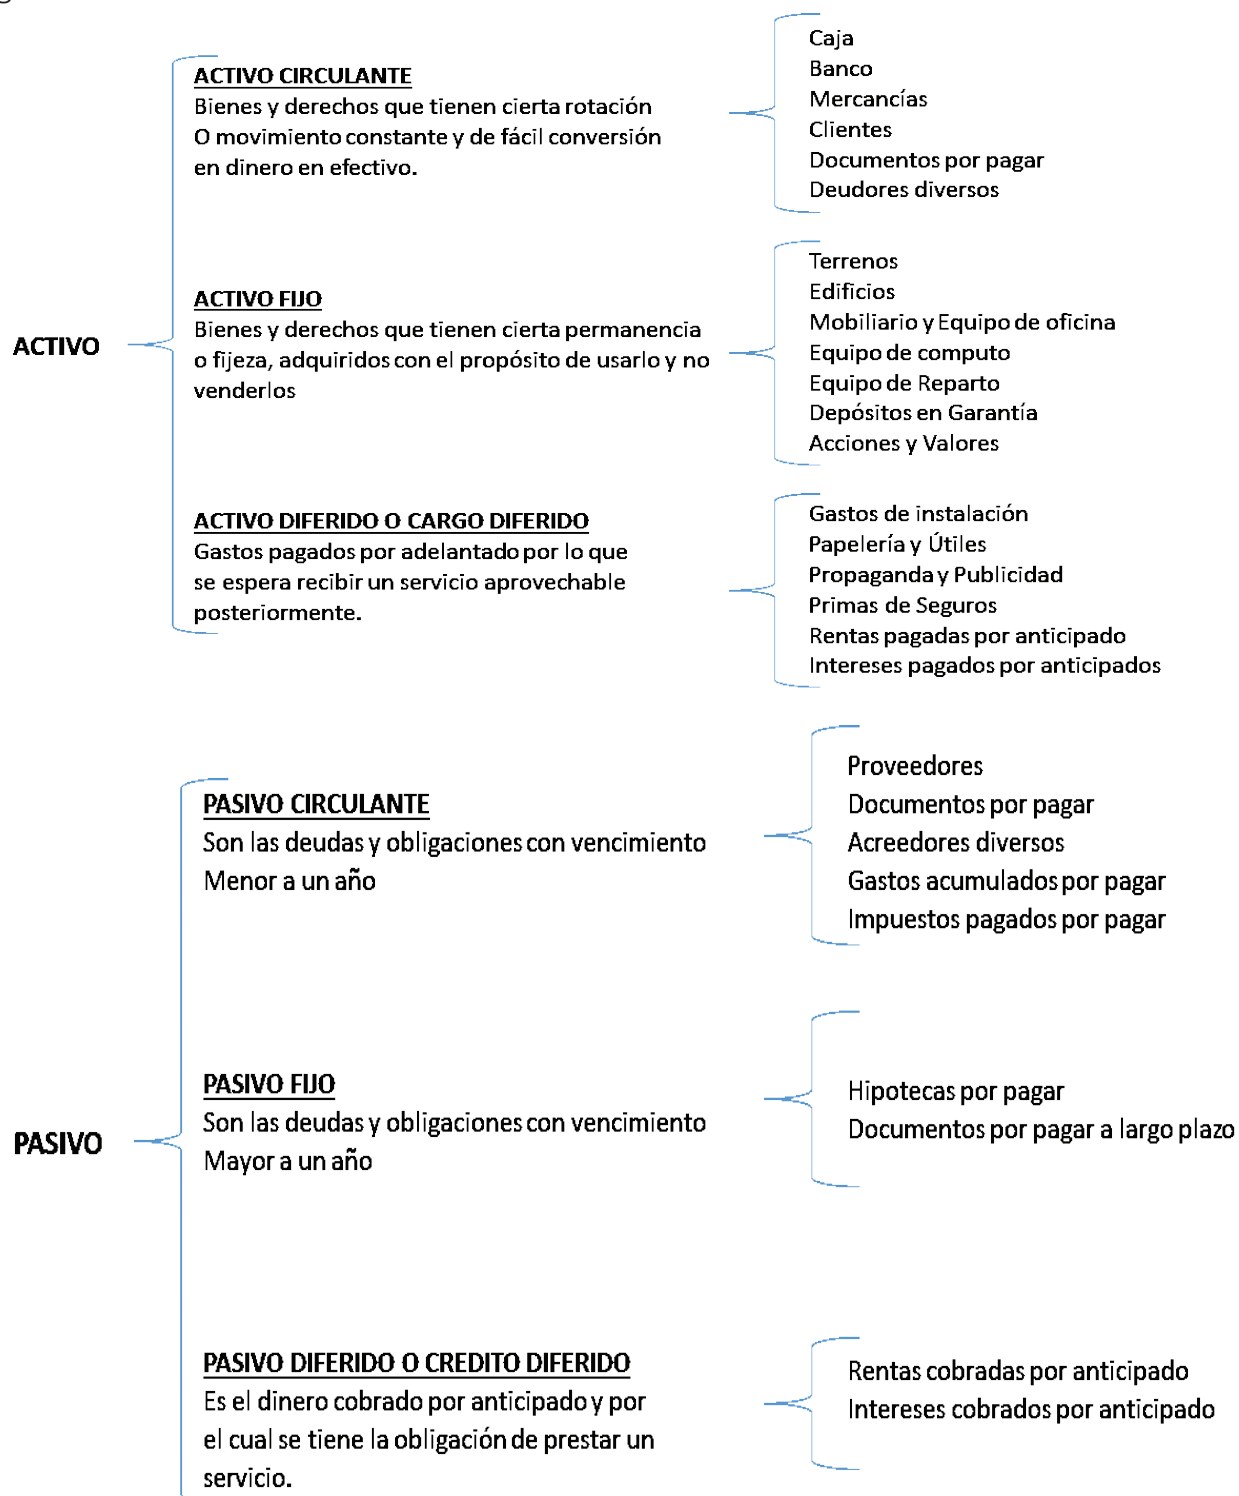 ACTIVO
ACTIVO CIRCULANTE
Bienes y derechos que tienen cierta rotación
O movimiento constante y de fácil conversión
en dinero en efectivo.
Caja
Banco
Mercancías
Clientes
Documentos por pagar
Deudores diversos
ACTIVO FIJO
Bienes y derechos que tienen cierta permanencia
o fijeza, adquiridos con el propósito de usarlo y no
venderlos
Terrenos
Edificios
Mobiliario y Equipo de oficina
Equipo de computo
Equipo de Reparto
Depósitos en Garantía
Acciones y Valores
ACTIVO DIFERIDO O CARGO DIFERIDO
Gastos pagados por adelantado por lo que
se espera recibir un servicio aprovechable
posteriormente.
Gastos de instalación
Papelería y Útiles
Propaganda y Publicidad
Primas de Seguros
Rentas pagadas por anticipado
Intereses pagados por anticipados
PASIVO
PASIVO CIRCULANTE
Son las deudas y obligaciones con vencimiento
Menor a un año
Proveedores
Documentos por pagar
Acreedores diversos
Gastos acumulados por pagar
Impuestos pagados por pagar
PASIVO FIJO
Son las deudas y obligaciones con vencimiento
Mayor a un año
Hipotecas por pagar
Documentos por pagar a largo plazo
PASIVO DIFERIDO O CREDITO DIFERIDO
Es el dinero cobrado por anticipado y por
el cual se tiene la obligación de prestar un
servicio.
Rentas cobradas por anticipado
Intereses cobrados por anticipado